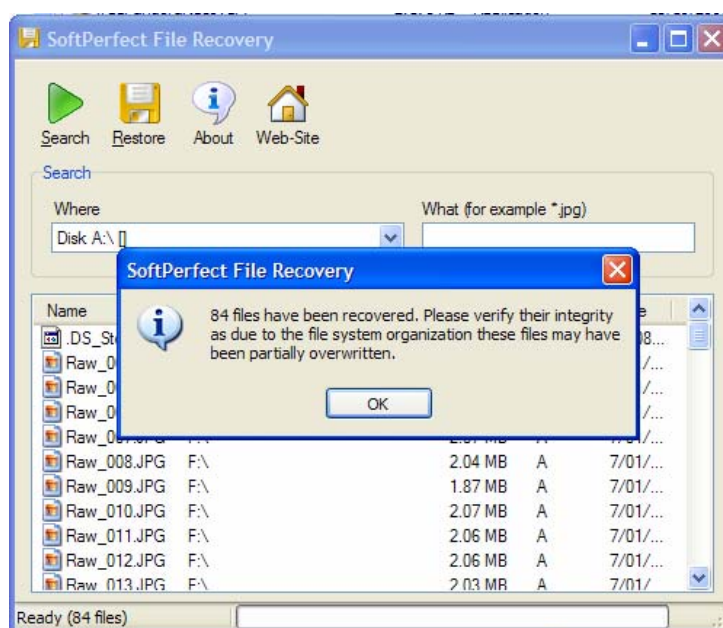 SoftPerfect File Recovery
Search Restore About Web-Site
Search
Where What (for example *.jpg)
Disk A:\ []
SoftPerfect File Recovery
84 files have been recovered. Please verify their integrity
as due to the file system organization these files may have
been partially overwritten.
OK
Name
.DS_St
Raw_0
Raw_0
Raw_0
Raw_008.JPG F:\ 2.04 MB A 7/01/...
Raw_009.JPG F:\ 1.87 MB A 7/01/...
Raw_010.JPG F:\ 2.07 MB A 7/01/...
Raw_011.JPG F:\ 2.06 MB A 7/01/...
Raw_012.JPG F:\ 2.06 MB A 7/01/...
Raw_013.JPG F:\ 2.03 MB A 7/01/
Ready (84 files)